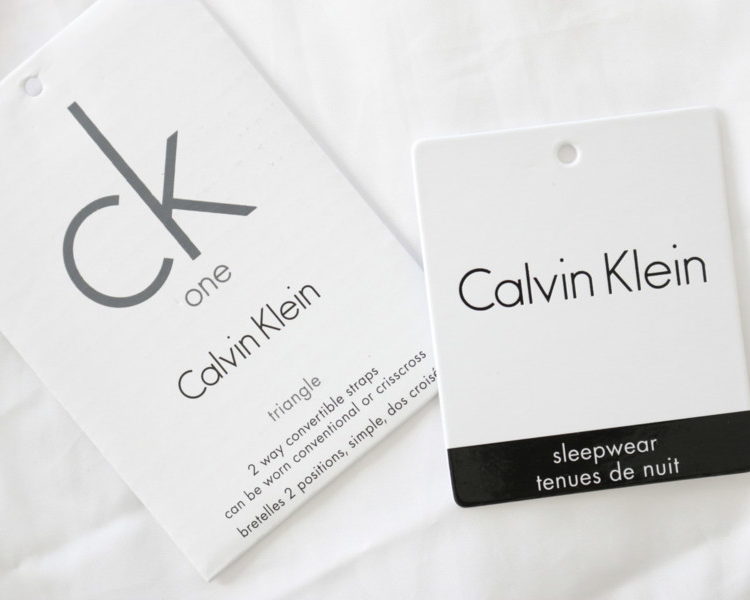 ck
one
Calvin Klein
triangle
2 way convertible straps
can be worn conventional or crisscross
bretelles 2 positions, simple, dos croisé
Calvin Klein
sleepwear
tenues de nuit